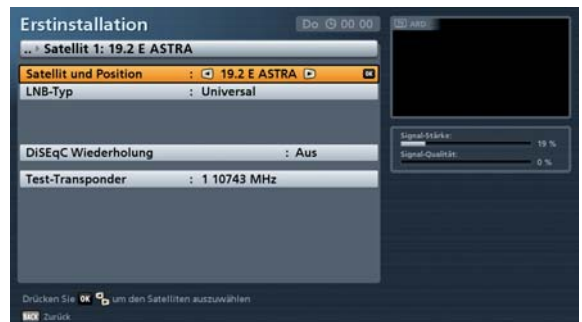 Erstinstallation
Do 00:00
ARD
.. › Satellit 1: 19.2 E ASTRA
Satellit und Position : 19.2 E ASTRA OK
LNB-Typ : Universal
Signal-Stärke:
19 %
Signal-Qualität:
0 %
DiSEqC Wiederholung : Aus
Test-Transponder : 1 10743 MHz
Drücken Sie OK um den Satelliten auszuwählen
BACK Zurück